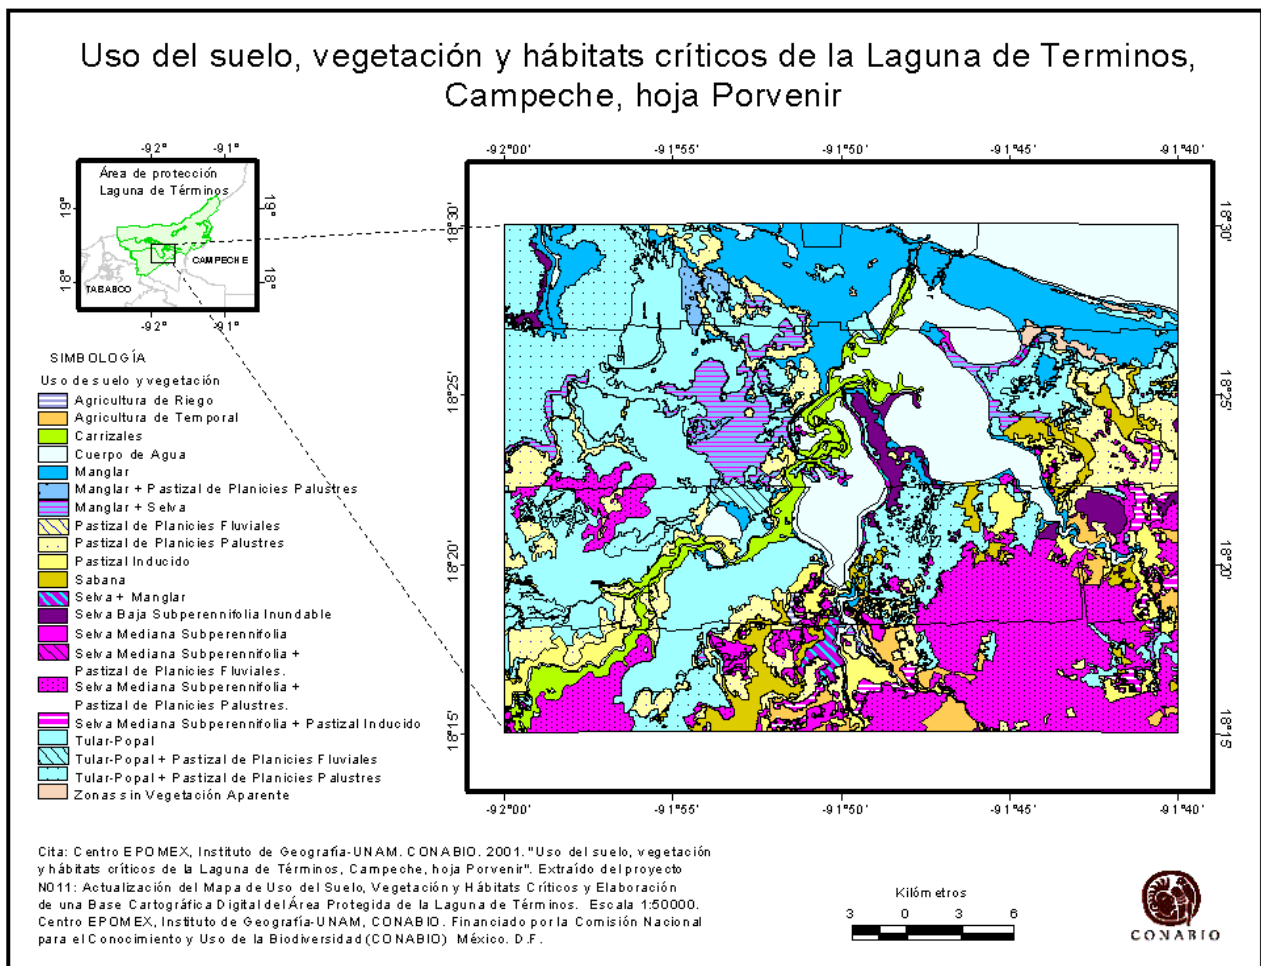 Uso del suelo, vegetación y hábitats críticos de la Laguna de Terminos,
Campeche, hoja Porvenir
-92° -91°
Área de protección
Laguna de Términos
19° 19°
CAMPECHE
18° 18°
TABABCO
-92° -91°
-92°00' -91°55' -91°50' -91°45' -91°40'
18°30' 18°30'
18°25' 18°25'
18°20' 18°20'
18°15' 18°15'
-92°00' -91°55' -91°50' -91°45' -91°40'
SIMBOLOGÍA
Uso de suelo y vegetación
Agricultura de Riego
Agricultura de Temporal
Carrizales
Cuerpo de Agua
Manglar
Manglar + Pastizal de Planicies Palustres
Manglar + Selva
Pastizal de Planicies Fluviales
Pastizal de Planicies Palustres
Pastizal Inducido
Sabana
Selva + Manglar
Selva Baja Subperennifolia Inundable
Selva Mediana Subperennifolia
Selva Mediana Subperennifolia +
Pastizal de Planicies Fluviales.
Selva Mediana Subperennifolia +
Pastizal de Planicies Palustres.
Selva Mediana Subperennifolia + Pastizal Inducido
Tular-Popal
Tular-Popal + Pastizal de Planicies Fluviales
Tular-Popal + Pastizal de Planicies Palustres
Zonas sin Vegetación Aparente
Cita: Centro EPOMEX, Instituto de Geografía-UNAM. CONABIO. 2001. "Uso del suelo, vegetación
y hábitats críticos de la Laguna de Términos, Campeche, hoja Porvenir". Extraído del proyecto
N011: Actualización del Mapa de Uso del Suelo, Vegetación y Hábitats Críticos y Elaboración
de una Base Cartográfica Digital del Área Protegida de la Laguna de Términos. Escala 1:50000.
Centro EPOMEX, Instituto de Geografía-UNAM, CONABIO. Financiado por la Comisión Nacional
para el Conocimiento y Uso de la Biodiversidad (CONABIO) México. D.F.
Kilómetros
3 0 3 6
CONABIO